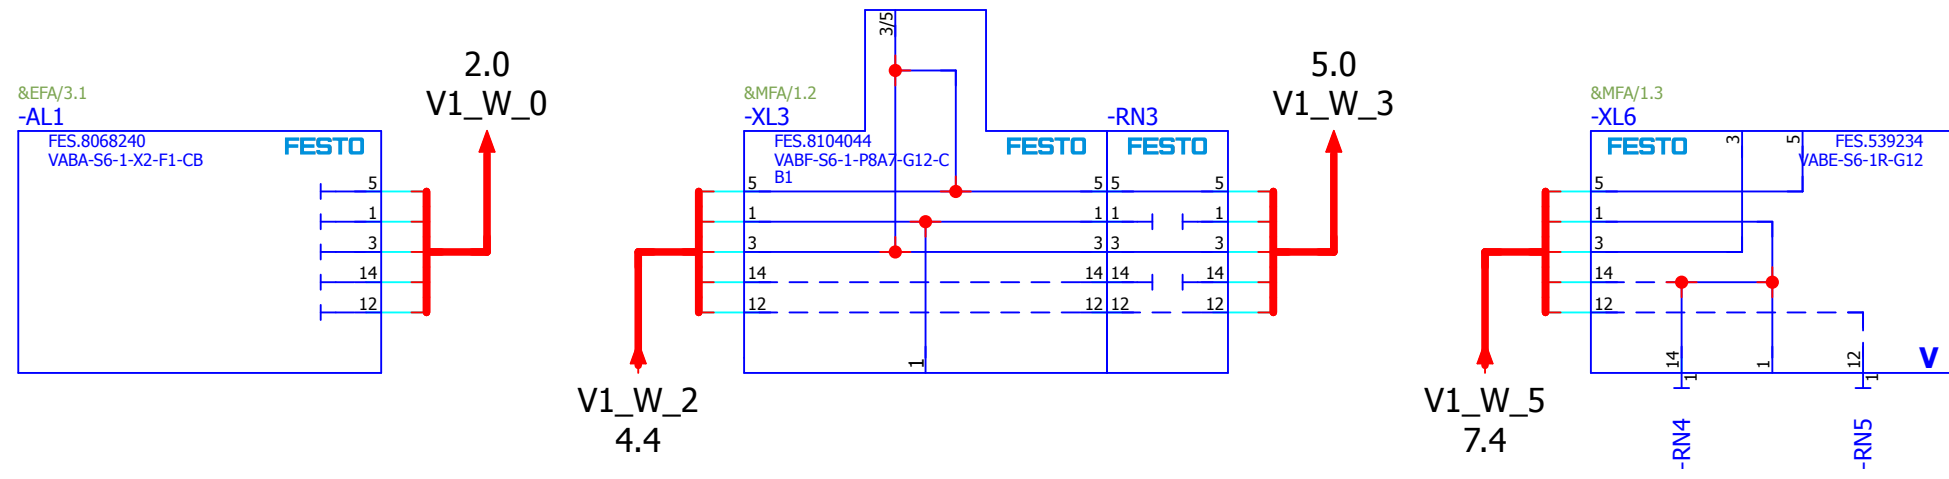 &EFA/3.1
-AL1
FES.8068240
VABA-S6-1-X2-F1-CB
FESTO
5
1
3
14
12
2.0
V1_W_0
V1_W_2
4.4
&MFA/1.2
-XL3
3/5
FES.8104044
VABF-S6-1-P8A7-G12-C
B1
FESTO
5
1
3
14
12
5
1
3
14
12
1
-RN3
FESTO
5
1
3
14
12
5
1
3
14
12
5.0
V1_W_3
V1_W_5
7.4
&MFA/1.3
-XL6
FESTO
3
5
FES.539234
VABE-S6-1R-G12
5
1
3
14
12
14
1
12
V
1
1
-RN4
-RN5